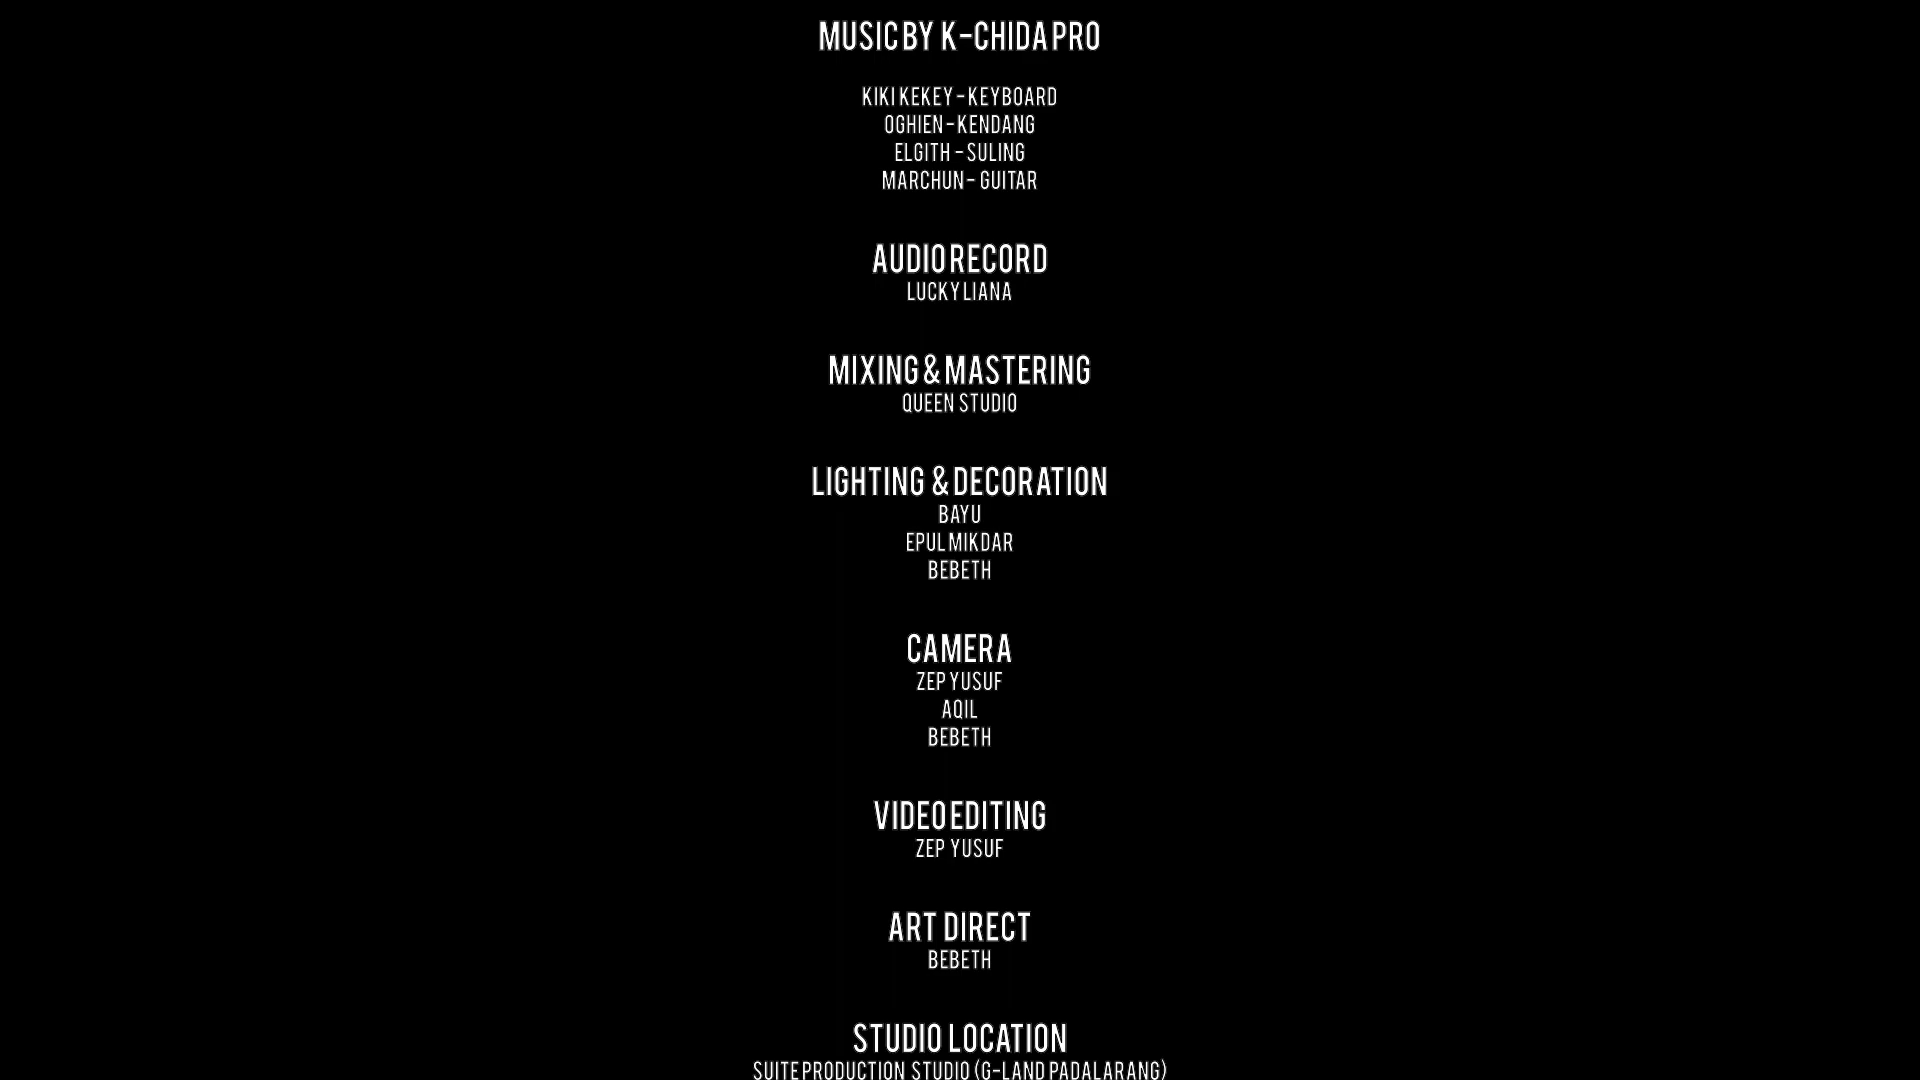 MUSIC BY K-CHIDA PRO
KIKI KEKEY - KEYBOARD
OGHIEN - KENDANG
ELGITH - SULING
MARCHUN - GUITAR
AUDIO RECORD
LUCKY LIANA
MIXING & MASTERING
QUEEN STUDIO
LIGHTING & DECORATION
BAYU
EPUL MIKDAR
BEBETH
CAMERA
ZEP YUSUF
AQIL
BEBETH
VIDEO EDITING
ZEP YUSUF
ART DIRECT
BEBETH
STUDIO LOCATION
SUITE PRODUCTION STUDIO (G-LAND PADALARANG)